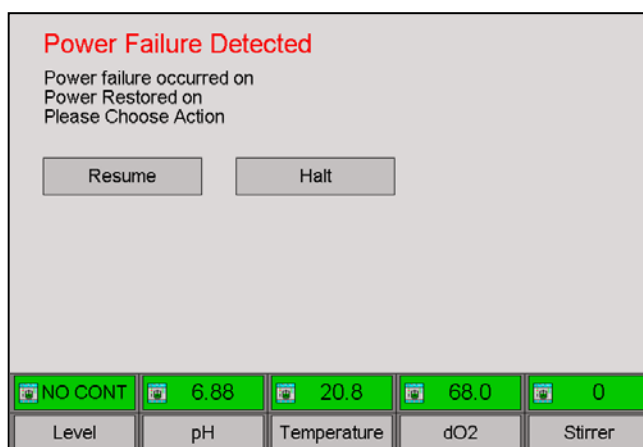 Power Failure Detected
Power failure occurred on
Power Restored on
Please Choose Action
Resume Halt
NO CONT 6.88 20.8 68.0 0
Level pH Temperature dO2 Stirrer